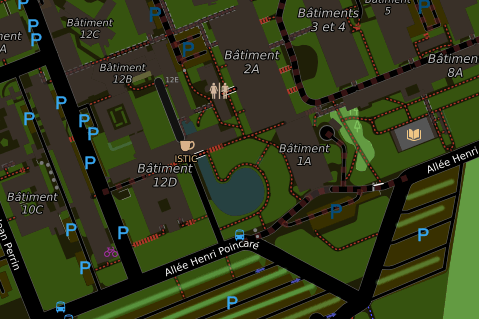 Bâtiment
12C
Bâtiments
3 et 4
Bâtiment
5
Bâtiment
2A
Bâtiment
12B
12E
Bâtiment
8A
ISTIC
Bâtiment
12D
Bâtiment
1A
Bâtiment
10C
Allée Henri
Allée Henri Poincaré
Jean Perrin
P